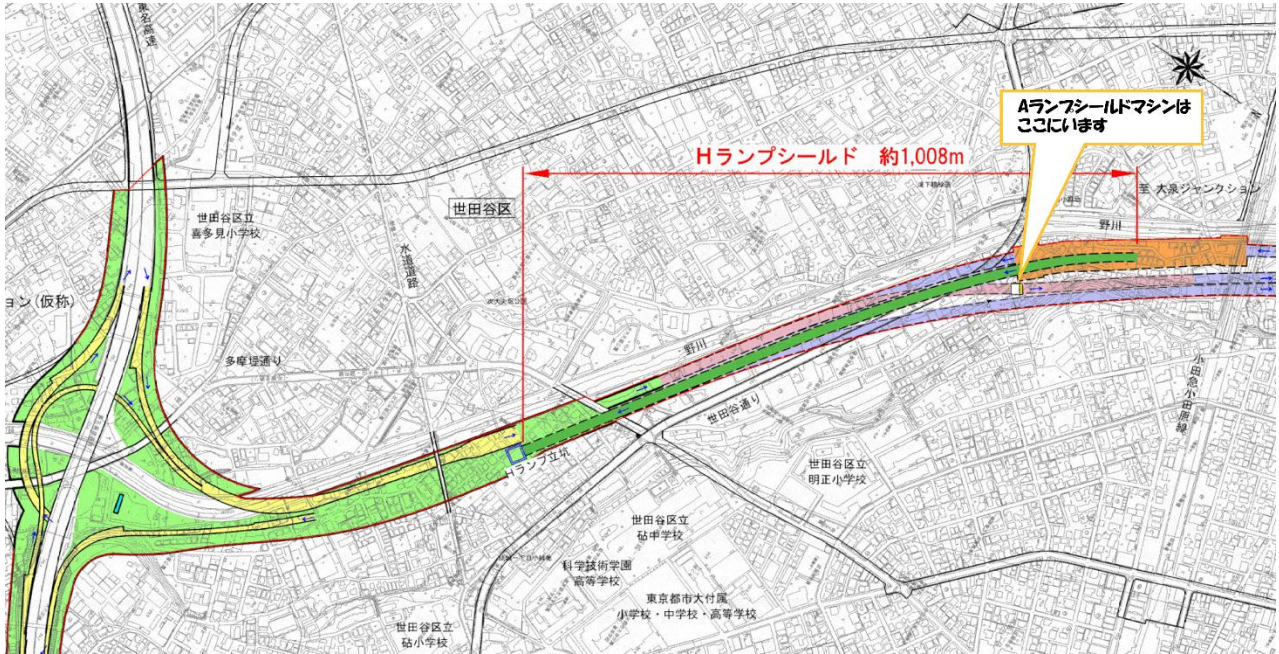 東名高速
Aランプシールドマシンは
ここにいます
N
Hランプシールド　約1,008m
至 大泉ジャンクション
世田谷区立
喜多見小学校
世田谷区
野川
水道道路
ョン(仮称)
多摩堤通り
野川
世田谷通り
小田急小田原線
Hランプ立坑
世田谷区立
明正小学校
世田谷区立
砧中学校
科学技術学園
高等学校
東京都市大付属
小学校・中学校・高等学校
世田谷区立
砧小学校